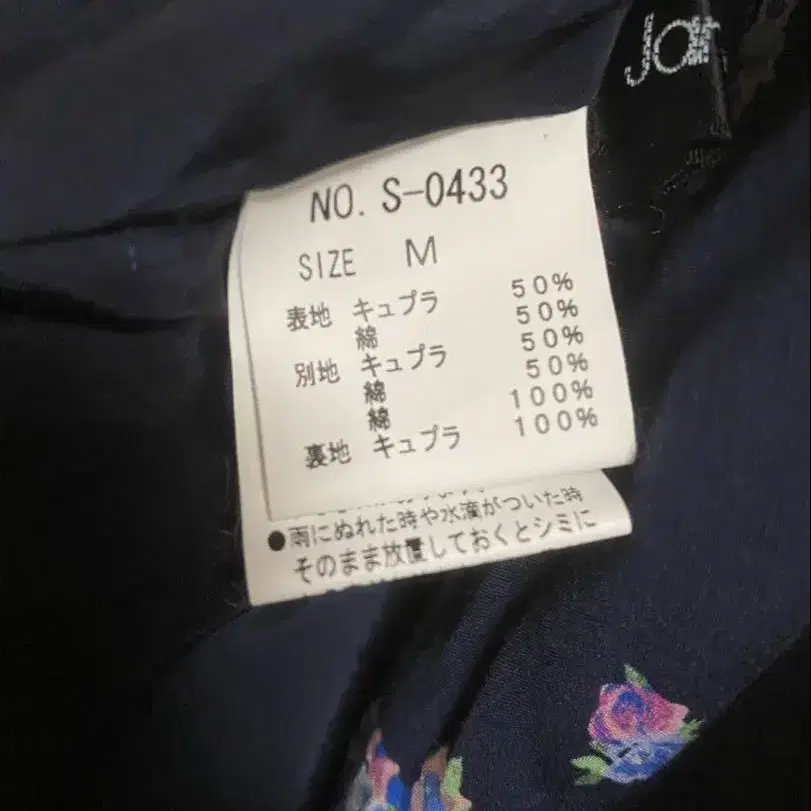 NO. S-0433
SIZE M
表地 キュプラ 50%
綿 50%
別地 キュプラ 50%
綿 50%
綿 100%
裏地 キュプラ 100%
●雨にぬれた時や水滴がついた時
そのまま放置しておくとシミに